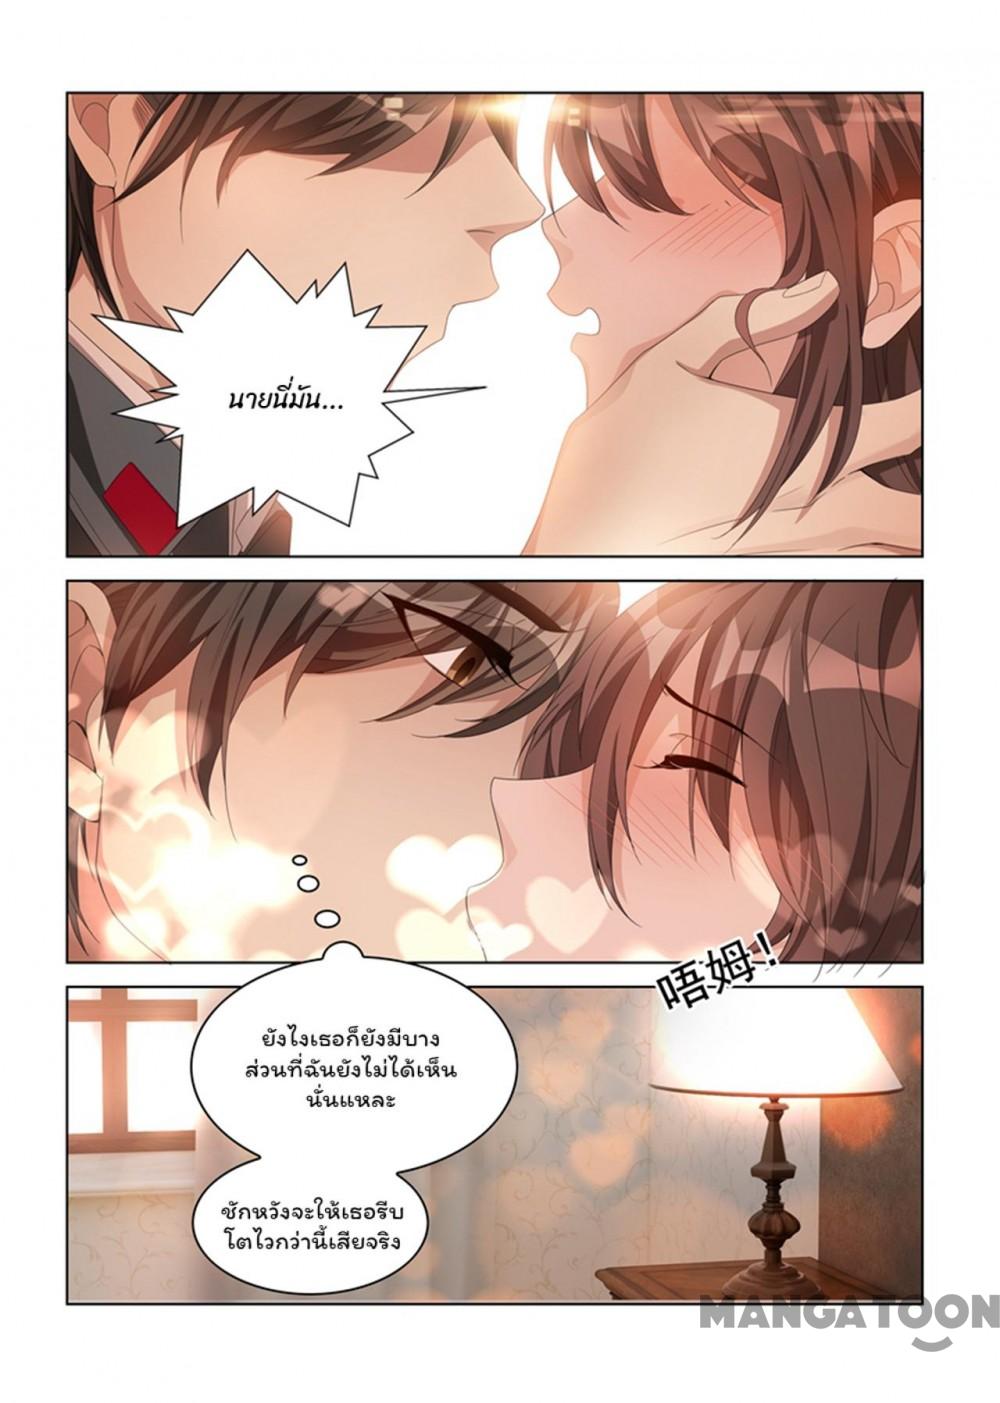 นายนี่มัน...
唔姆!
ยังไงเธอก็ยังมีบาง
ส่วนที่ฉันยังไม่ได้เห็น
นั่นแหละ
ชักหวังจะให้เธอรีบ
โตไวกว่านี้เสียจริง
MANGATOON